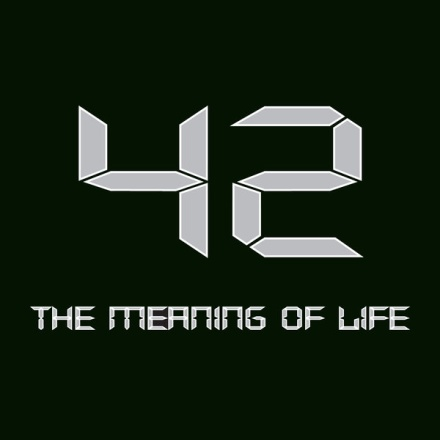 42
THE MEANING OF LIFE